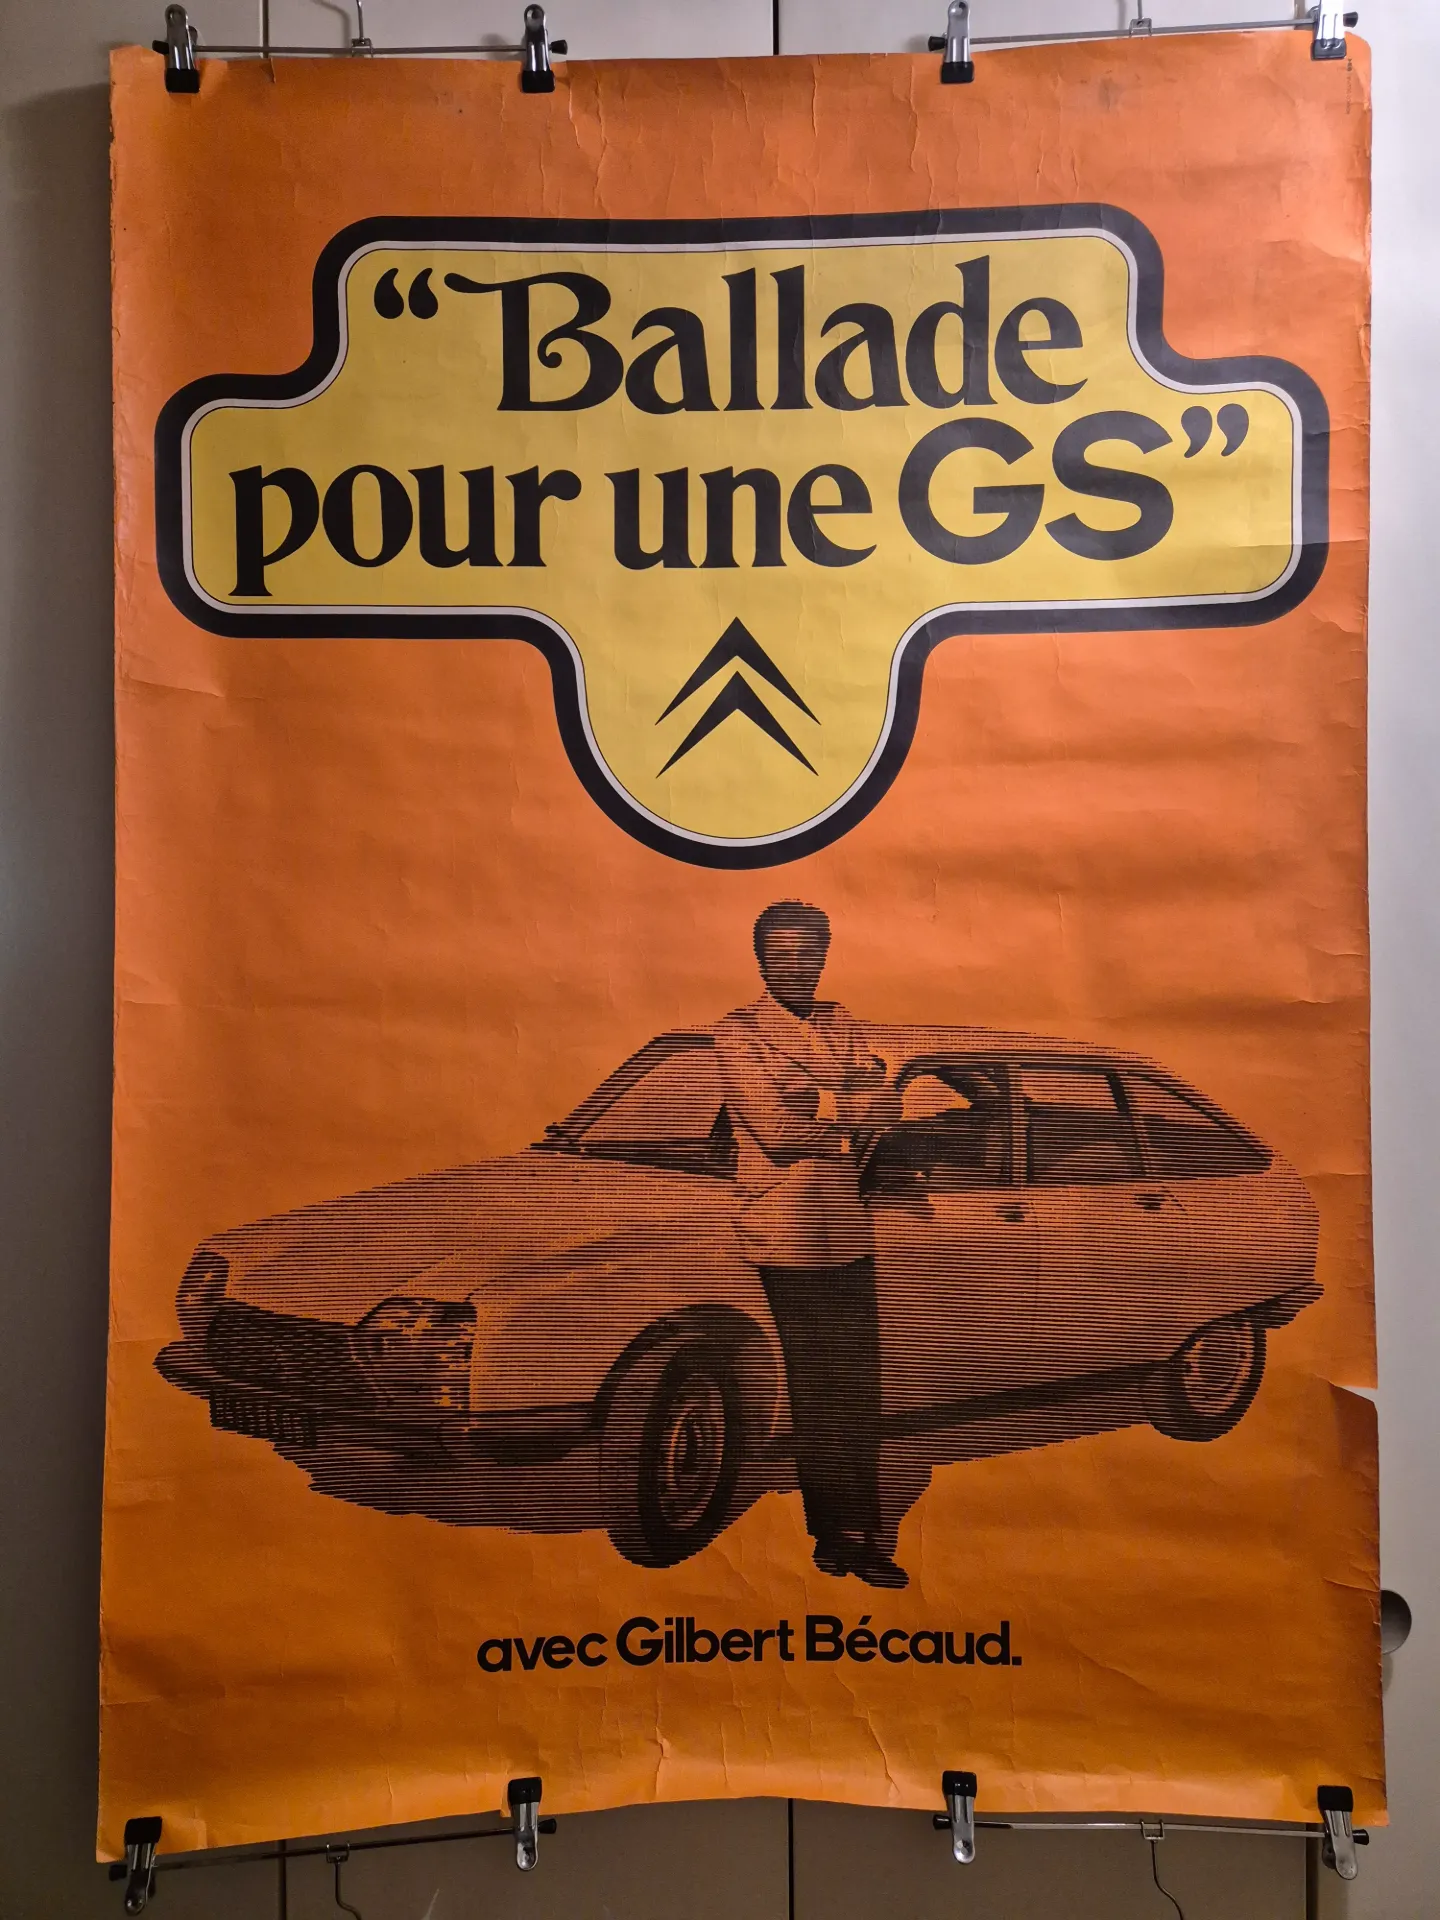 “Ballade
pour une GS”
avec Gilbert Bécaud.